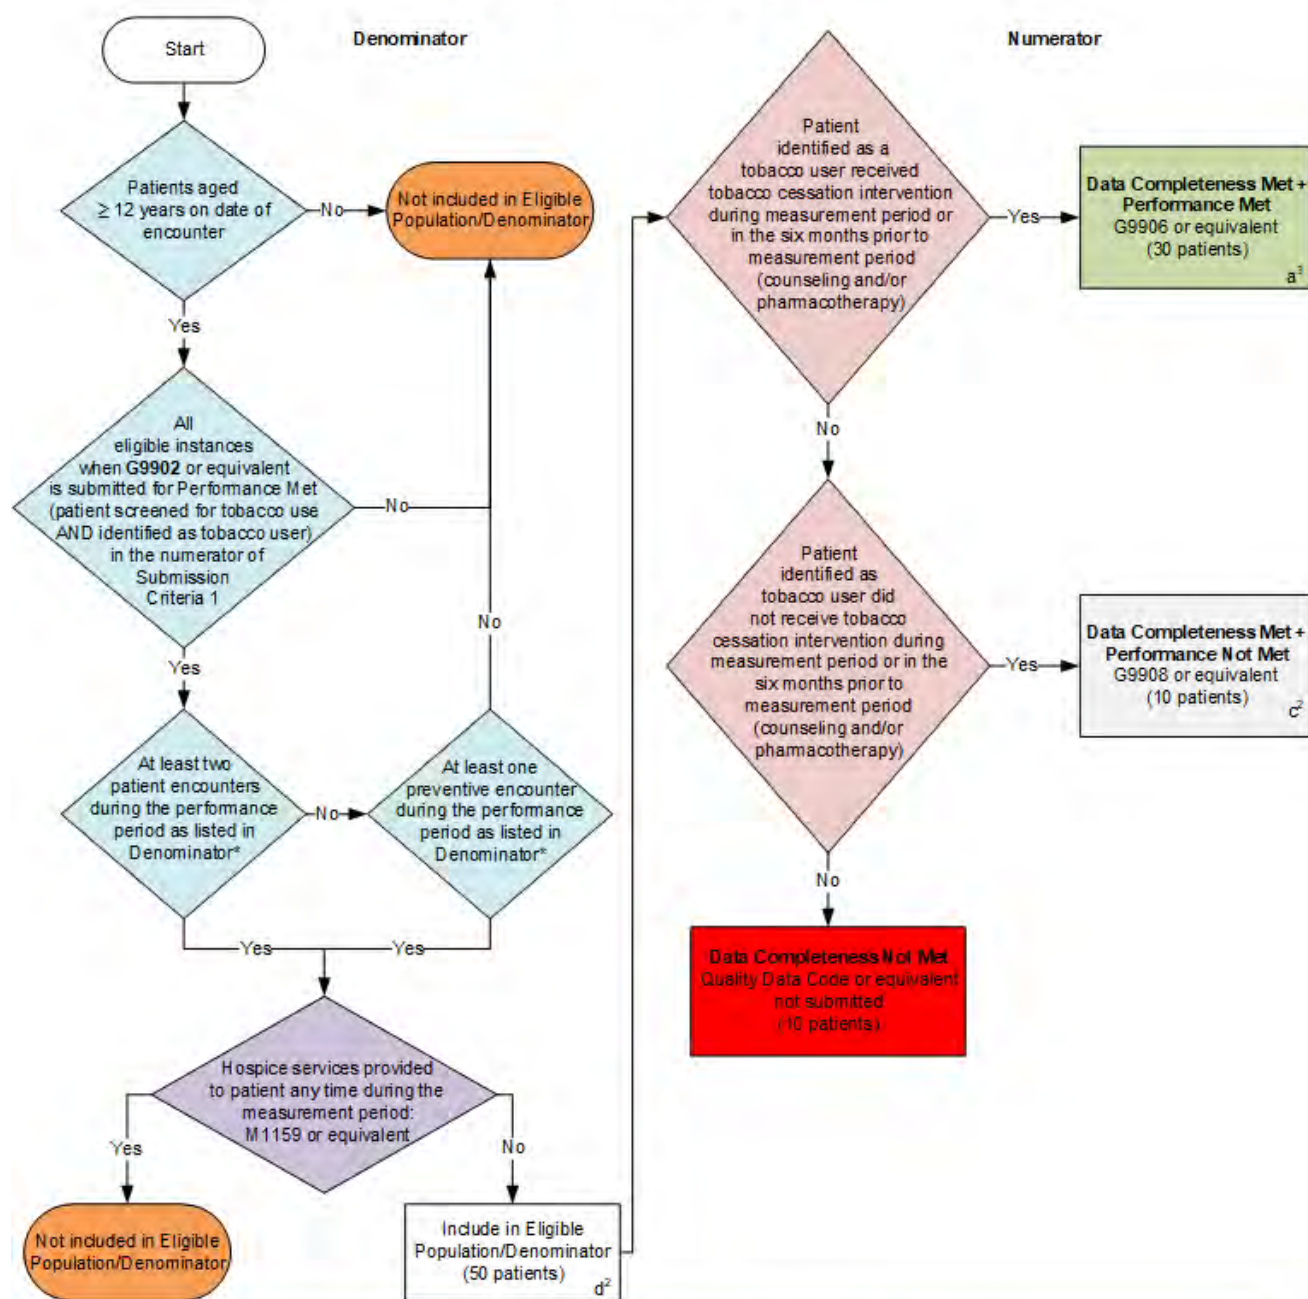 Denominator
Numerator
Start
Patients aged
≥ 12 years on date of
encounter
No
Not included in Eligible
Population/Denominator
Yes
All
eligible instances
when G9902 or equivalent
is submitted for Performance Met
(patient screened for tobacco use
AND identified as tobacco user)
in the numerator of
Submission
Criteria 1
No
Yes
At least two
patient encounters
during the performance
period as listed in
Denominator*
No
At least one
preventive encounter
during the performance
period as listed in
Denominator*
No
Yes
Yes
Hospice services provided
to patient any time during the
measurement period:
M1159 or equivalent
Yes
No
Not included in Eligible
Population/Denominator
Include in Eligible
Population/Denominator
(50 patients)
d²
Patient
identified as a
tobacco user received
tobacco cessation intervention
during measurement period or
in the six months prior to
measurement period
(counseling and/or
pharmacotherapy)
Yes
Data Completeness Met +
Performance Met
G9906 or equivalent
(30 patients)
a³
No
Patient
identified as
tobacco user did
not receive tobacco
cessation intervention during
measurement period or in the
six months prior to
measurement period
(counseling and/or
pharmacotherapy)
Yes
Data Completeness Met +
Performance Not Met
G9908 or equivalent
(10 patients)
c²
No
Data Completeness Not Met
Quality Data Code or equivalent
not submitted
(10 patients)